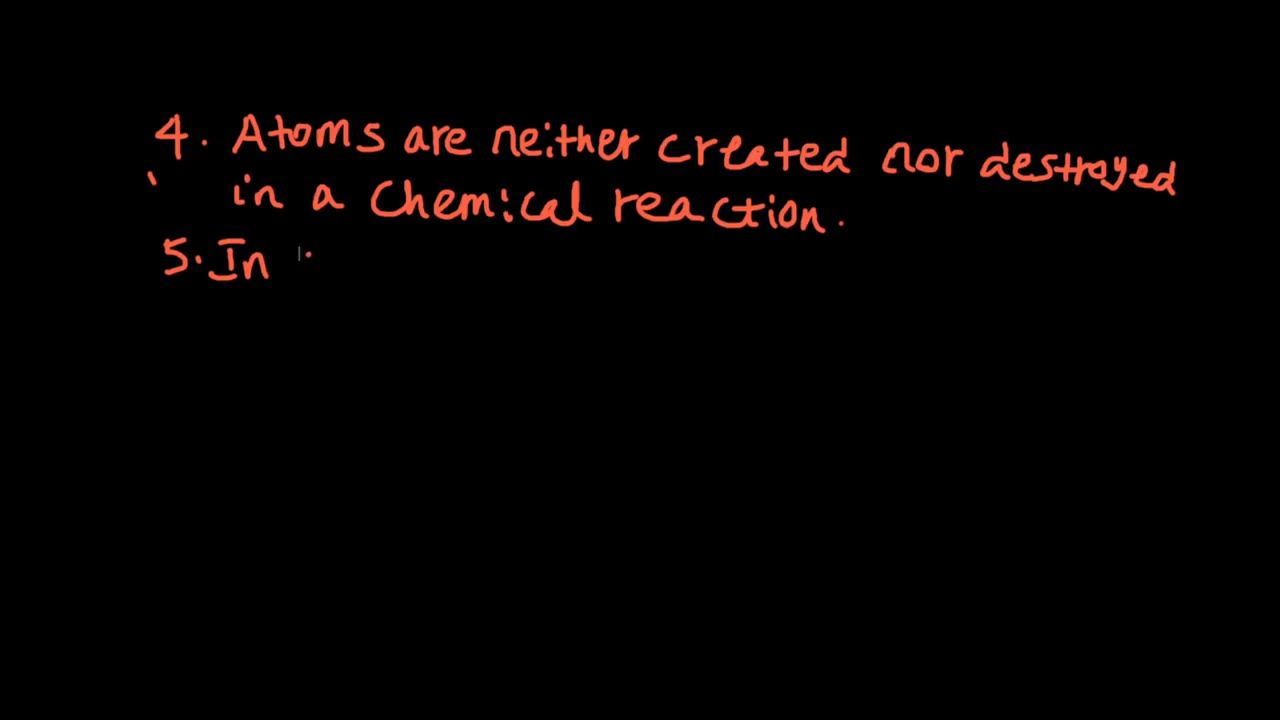 4. Atoms are neither created nor destroyed
in a chemical reaction.
5. In